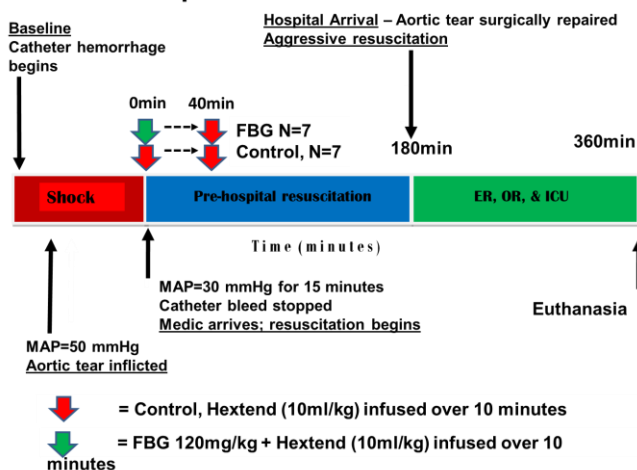 Hospital Arrival – Aortic tear surgically repaired
Aggressive resuscitation
Baseline
Catheter hemorrhage
begins
0min
40min
FBG N=7
Control, N=7
180min
360min
Shock
Pre-hospital resuscitation
ER, OR, & ICU
Time (minutes)
MAP=30 mmHg for 15 minutes
Catheter bleed stopped
Medic arrives; resuscitation begins
Euthanasia
MAP=50 mmHg
Aortic tear inflicted
= Control, Hextend (10ml/kg) infused over 10 minutes
= FBG 120mg/kg + Hextend (10ml/kg) infused over 10
minutes